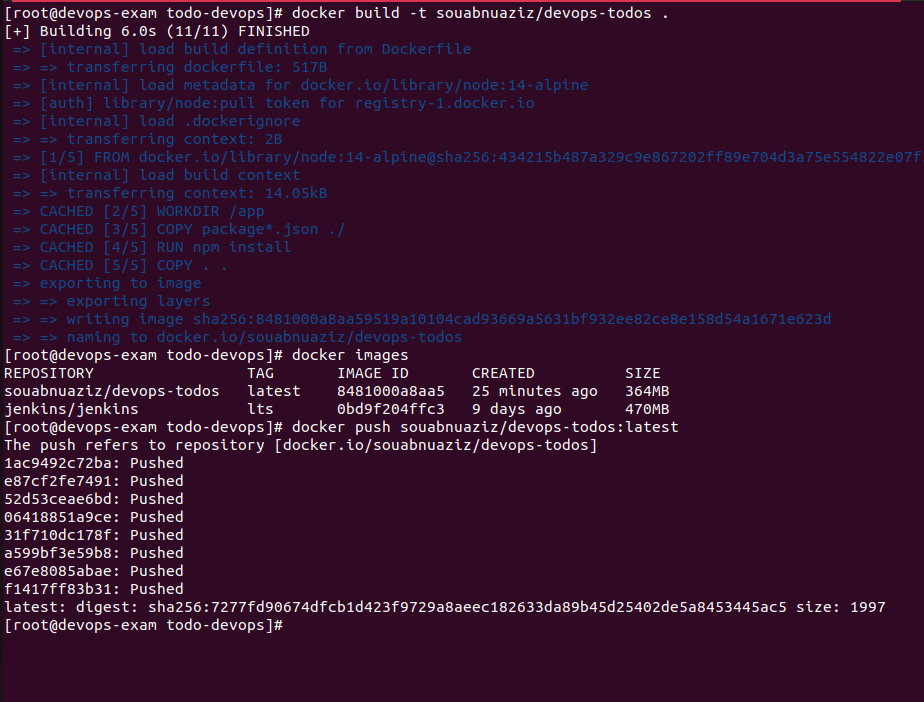 [root@devops-exam todo-devops]# docker build -t souabnuaziz/devops-todos .
[+] Building 6.0s (11/11) FINISHED
=> [internal] load build definition from Dockerfile
=> => transferring dockerfile: 517B
=> [internal] load metadata for docker.io/library/node:14-alpine
=> [auth] library/node:pull token for registry-1.docker.io
=> [internal] load .dockerignore
=> => transferring context: 2B
=> [1/5] FROM docker.io/library/node:14-alpine@sha256:434215b487a329c9e867202ff89e704d3a75e554822e07f
=> [internal] load build context
=> => transferring context: 14.05kB
=> CACHED [2/5] WORKDIR /app
=> CACHED [3/5] COPY package*.json ./
=> CACHED [4/5] RUN npm install
=> CACHED [5/5] COPY . .
=> exporting to image
=> => exporting layers
=> => writing image sha256:8481000a8aa59519a10104cad93669a5631bf932ee82ce8e158d54a1671e623d
=> => naming to docker.io/souabnuaziz/devops-todos
[root@devops-exam todo-devops]# docker images
REPOSITORY TAG IMAGE ID CREATED SIZE
souabnuaziz/devops-todos latest 8481000a8aa5 25 minutes ago 364MB
jenkins/jenkins lts 0bd9f204ffc3 9 days ago 470MB
[root@devops-exam todo-devops]# docker push souabnuaziz/devops-todos:latest
The push refers to repository [docker.io/souabnuaziz/devops-todos]
1ac9492c72ba: Pushed
e87cf2fe7491: Pushed
52d53ceae6bd: Pushed
06418851a9ce: Pushed
31f710dc178f: Pushed
a599bf3e59b8: Pushed
e67e8085abae: Pushed
f1417ff83b31: Pushed
latest: digest: sha256:7277fd90674dfcb1d423f9729a8aeec182633da89b45d25402de5a8453445ac5 size: 1997
[root@devops-exam todo-devops]#